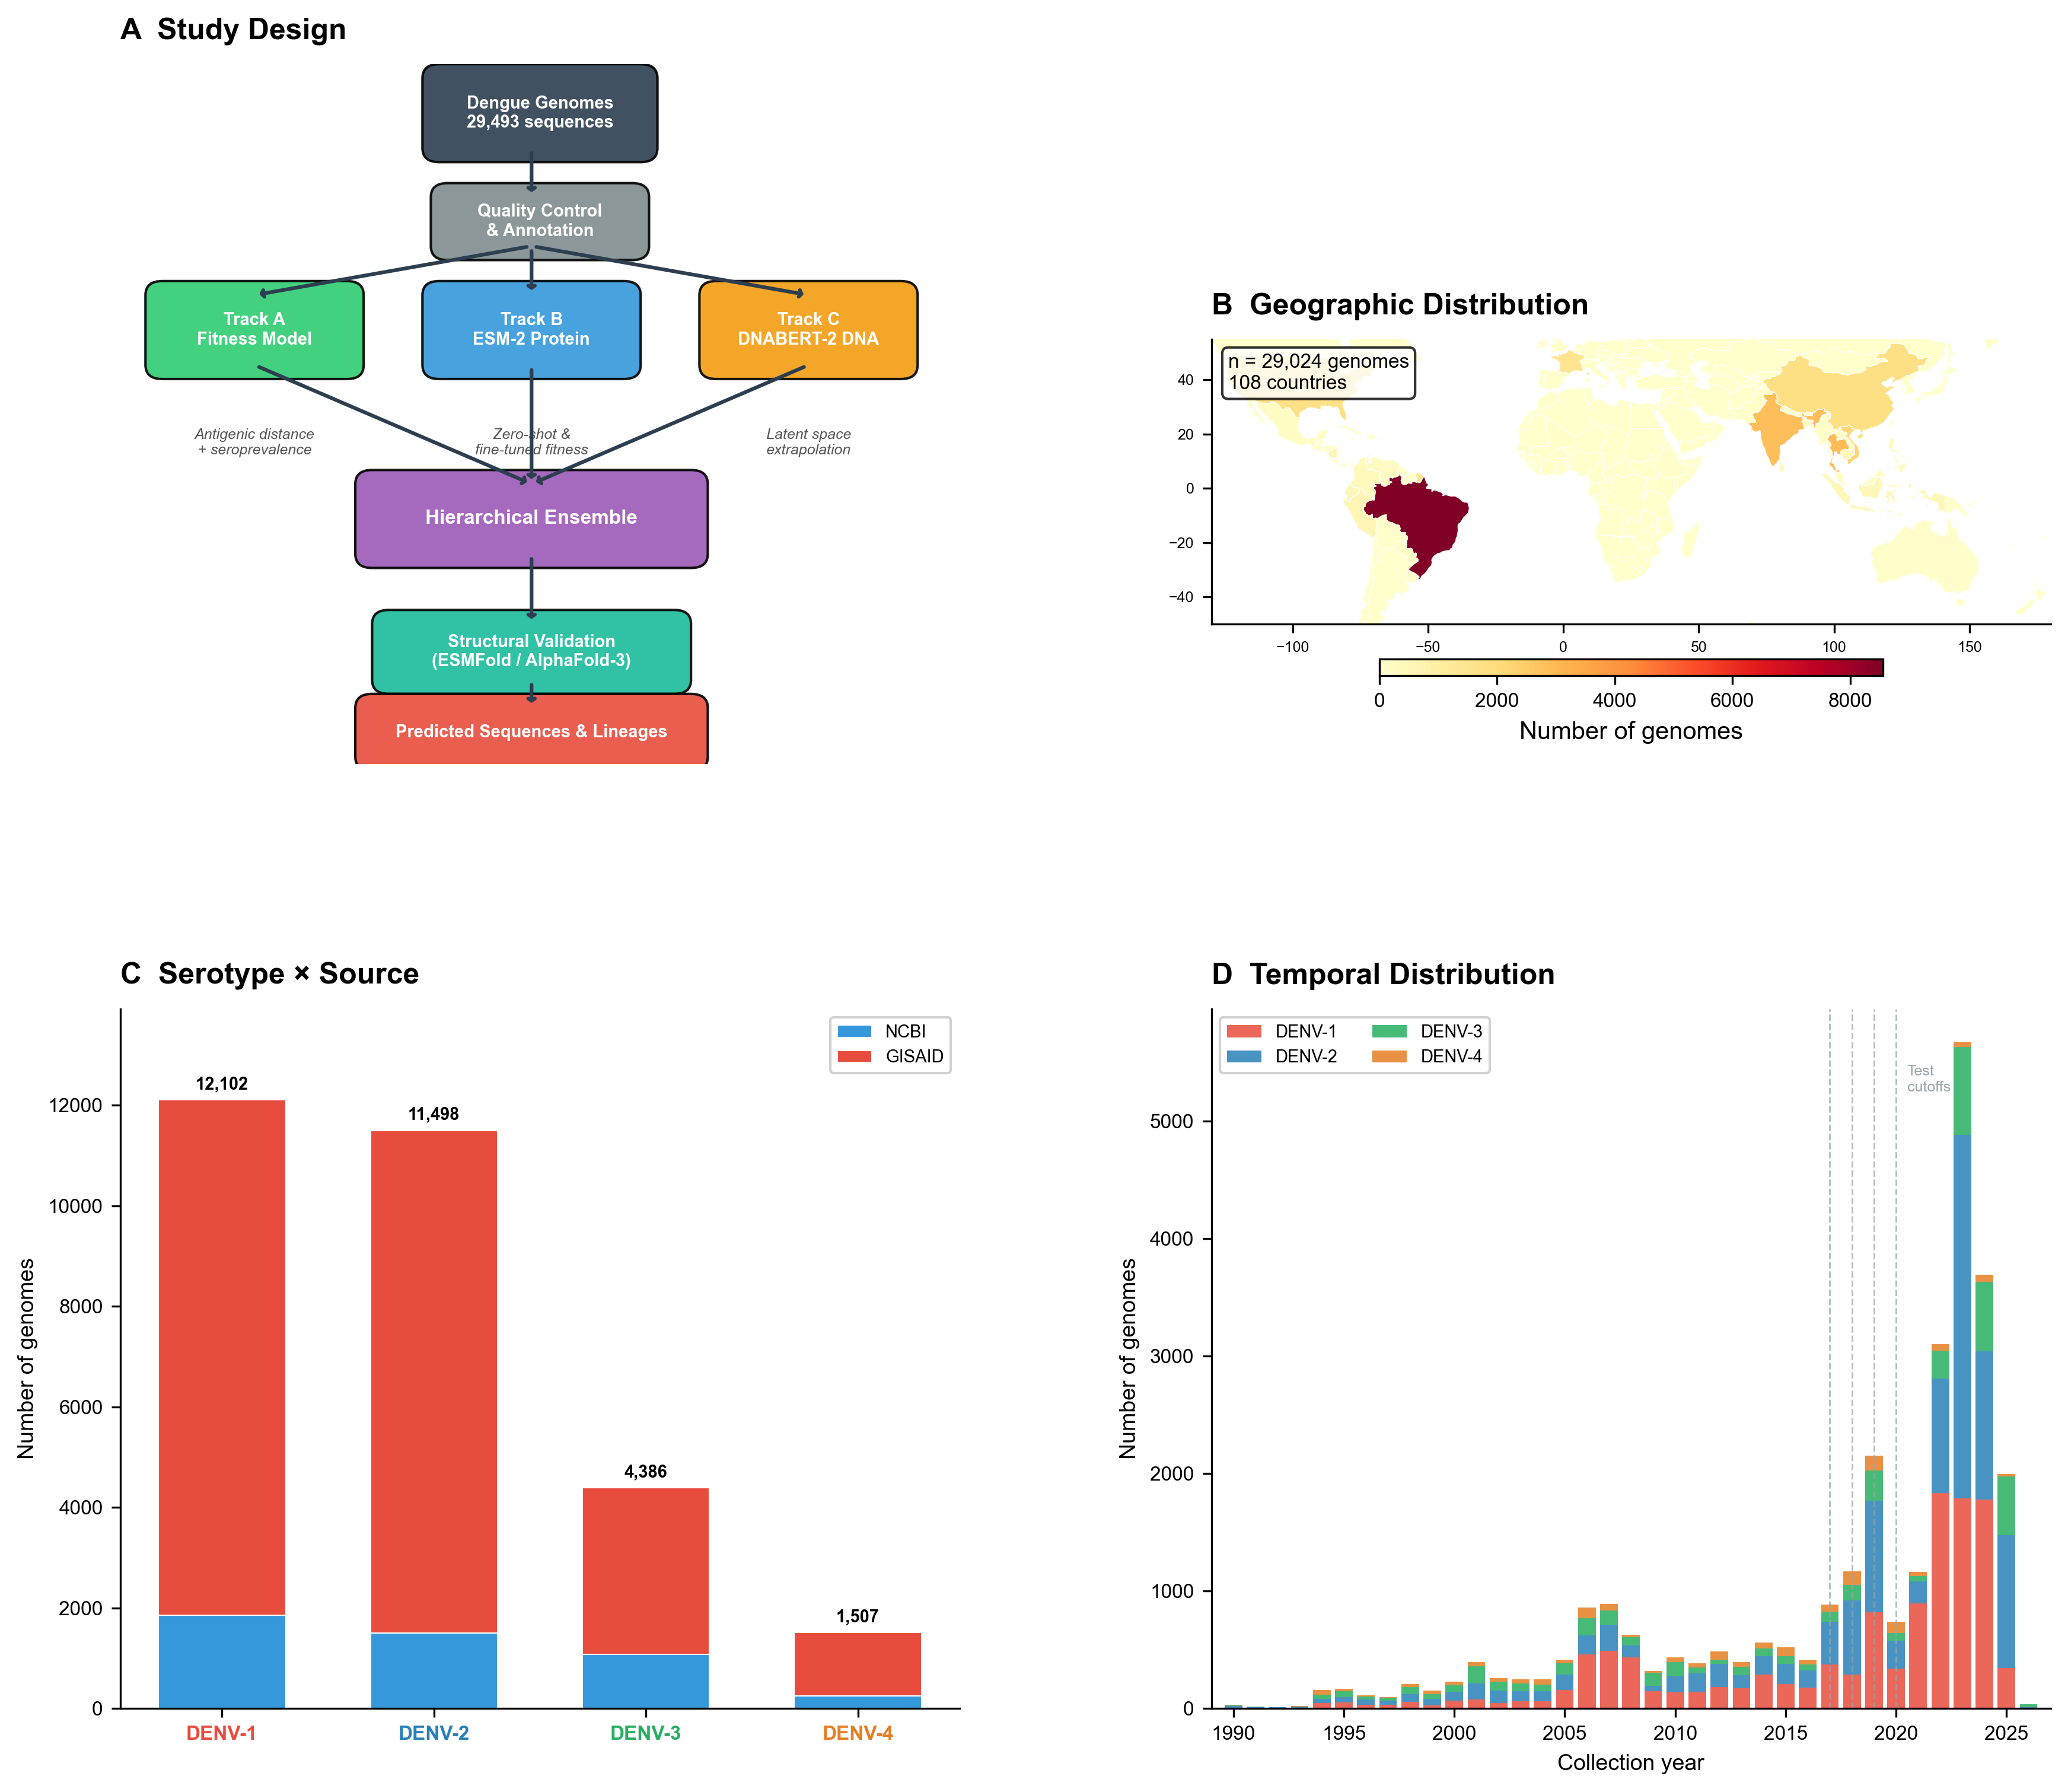 A Study Design
Dengue Genomes
29,493 sequences
Quality Control
& Annotation
Track A
Fitness Model
Track B
ESM-2 Protein
Track C
DNABERT-2 DNA
Antigenic distance
+ seroprevalence
Zero-shot &
fine-tuned fitness
Latent space
extrapolation
Hierarchical Ensemble
Structural Validation
(ESMFold / AlphaFold-3)
Predicted Sequences & Lineages
B Geographic Distribution
n = 29,024 genomes
108 countries
40
20
0
−20
−40
−100
−50
0
50
100
150
0
2000
4000
6000
8000
Number of genomes
C Serotype × Source
NCBI
GISAID
12,102
11,498
4,386
1,507
12000
10000
8000
6000
4000
2000
0
Number of genomes
DENV-1
DENV-2
DENV-3
DENV-4
D Temporal Distribution
DENV-1
DENV-2
DENV-3
DENV-4
Test
cutoffs
5000
4000
3000
2000
1000
0
Number of genomes
1990
1995
2000
2005
2010
2015
2020
2025
Collection year